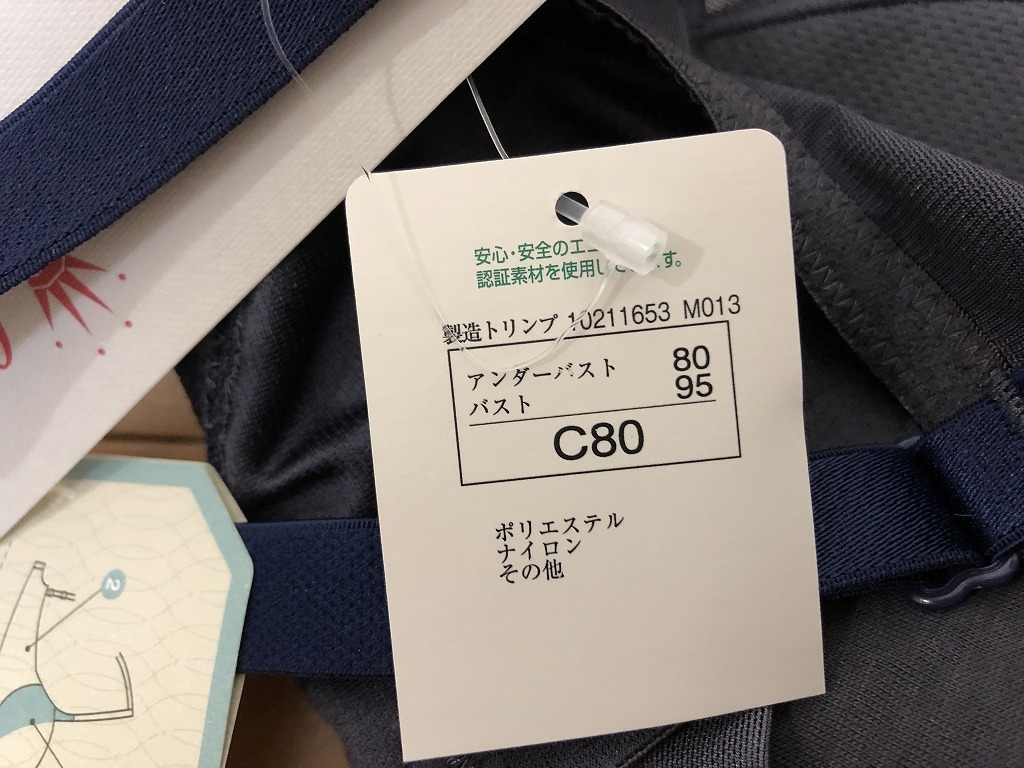 安心・安全のエコ
認証素材を使用し す。
製造トリンプ 10211653 M013
アンダーバスト 80
バスト 95
C80
ポリエステル
ナイロン
その他
2